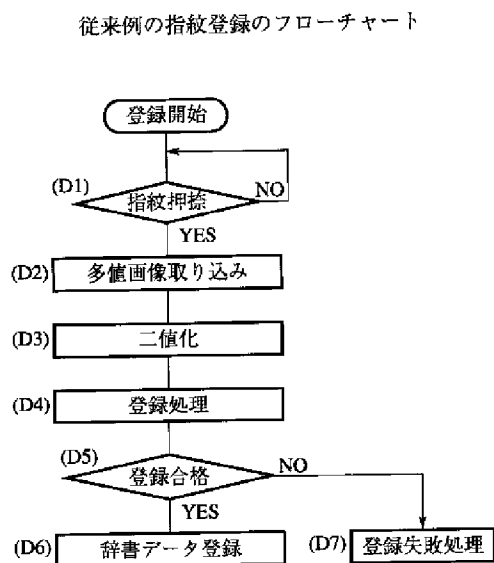 従来例の指紋登録のフローチャート
登録開始
(D1)
指紋押捺
NO
YES
(D2) 多値画像取り込み
(D3) 二値化
(D4) 登録処理
(D5)
登録合格
NO
YES
(D6) 辞書データ登録
(D7) 登録失敗処理